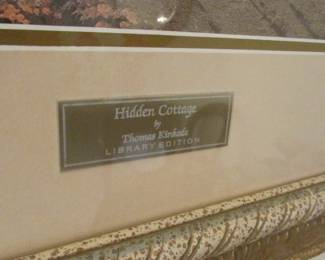 Hidden Cottage
by
Thomas Kinkade
LIBRARY EDITION